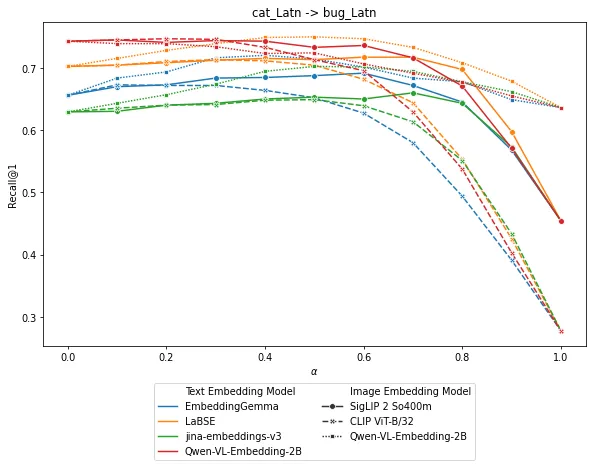 cat_Latn -> bug_Latn
Recall@1
0.7
0.6
0.5
0.4
0.3
0.0 0.2 0.4 0.6 0.8 1.0
α
Text Embedding Model Image Embedding Model
EmbeddingGemma SigLIP 2 So400m
LaBSE CLIP ViT-B/32
jina-embeddings-v3 Qwen-VL-Embedding-2B
Qwen-VL-Embedding-2B